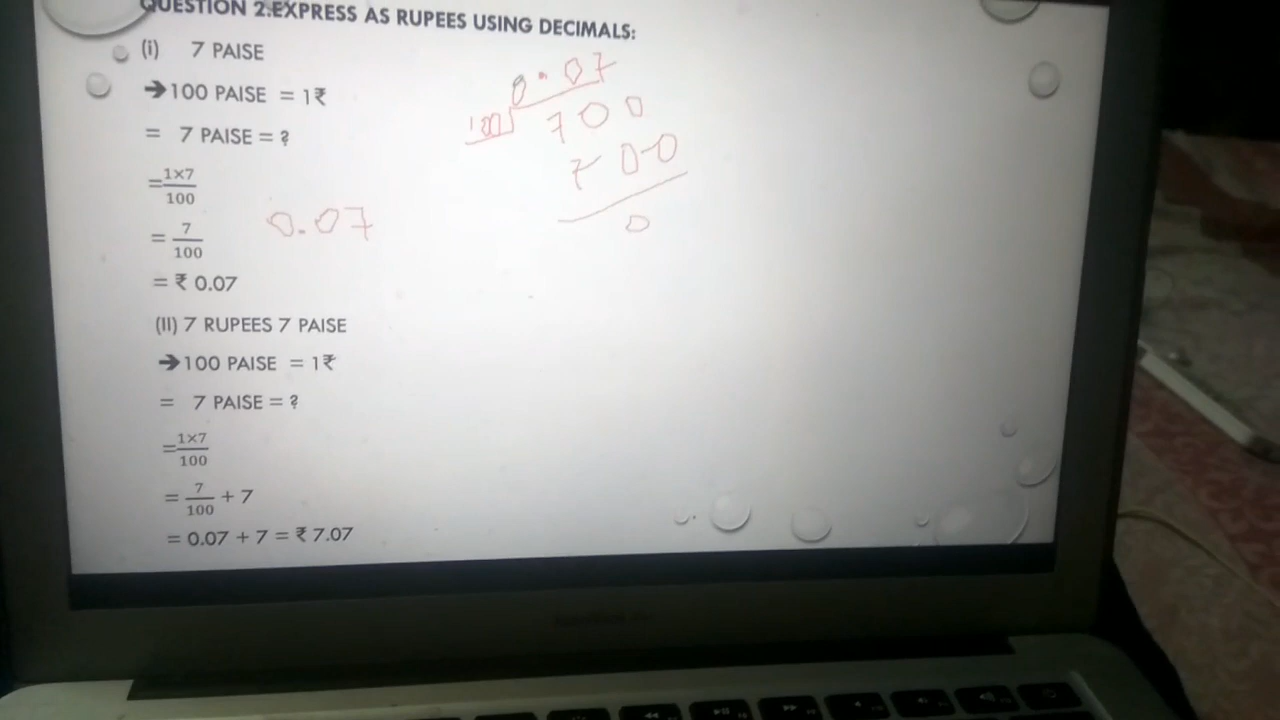 QUESTION 2.EXPRESS AS RUPEES USING DECIMALS:
(i) 7 PAISE
➔100 PAISE = 1₹
= 7 PAISE = ?
=1×7/100
= 7/100
= ₹ 0.07
(II) 7 RUPEES 7 PAISE
➔100 PAISE = 1₹
= 7 PAISE = ?
=1×7/100
= 7/100 + 7
= 0.07 + 7 = ₹ 7.07
0.07
0.07
100 700
700
0